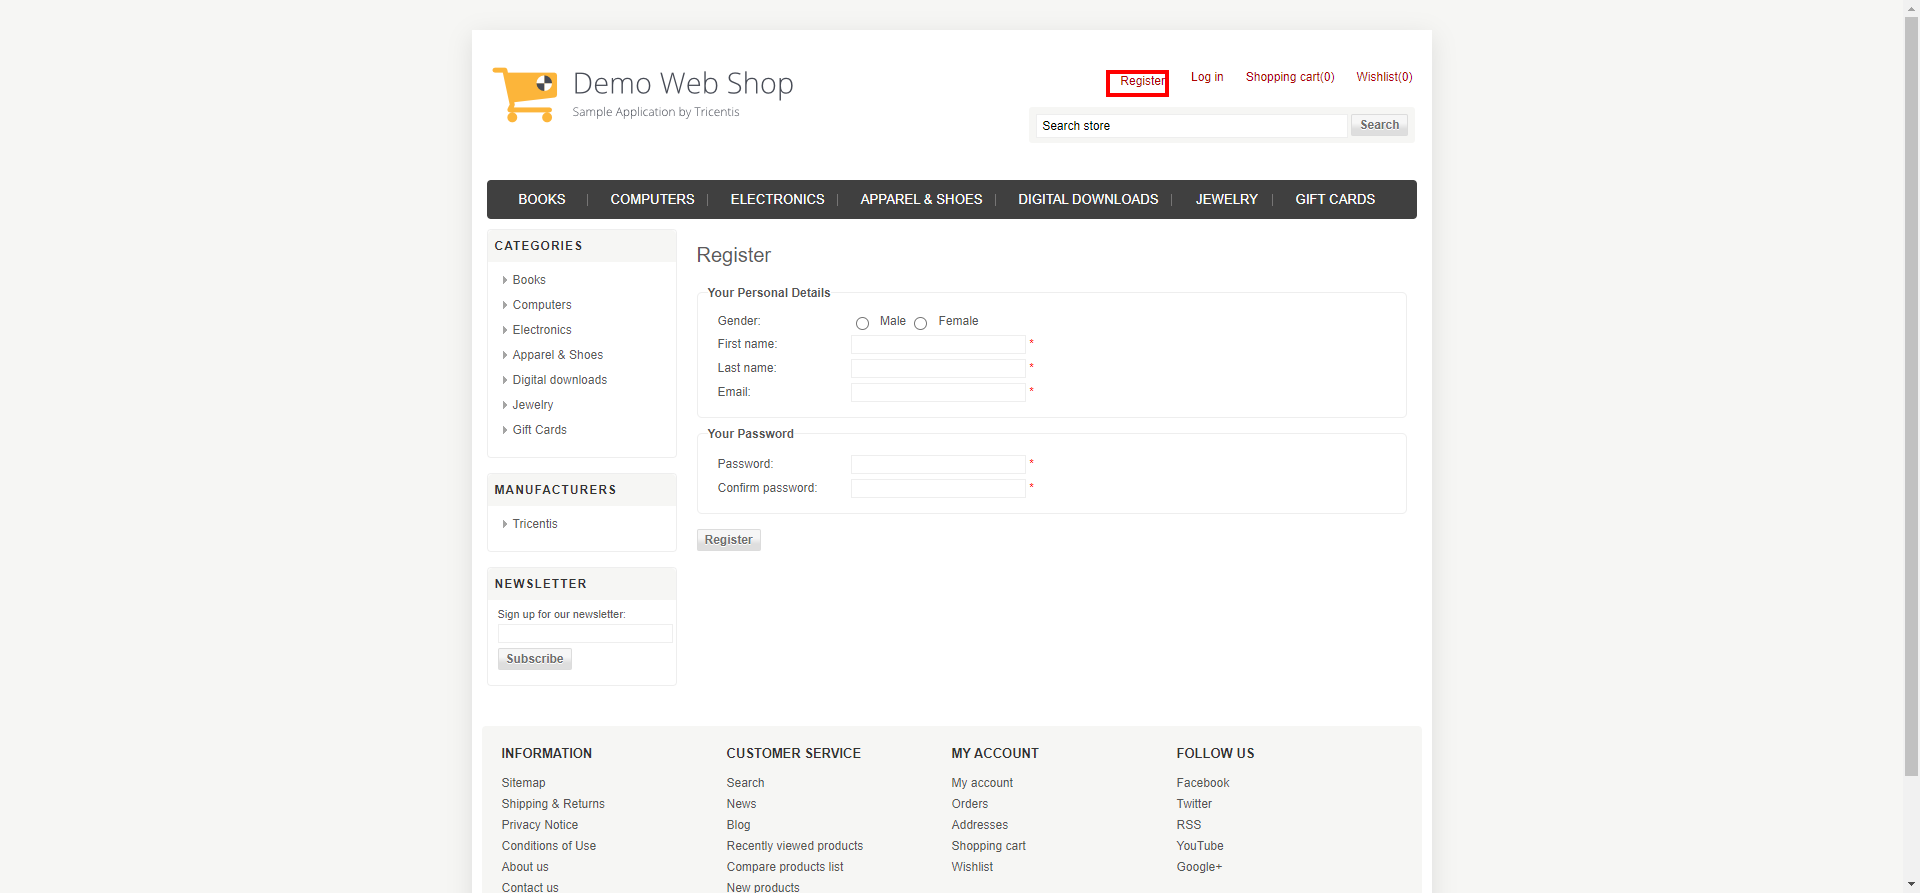 Demo Web Shop
Sample Application by Tricentis
Register Log in Shopping cart(0) Wishlist(0)
Search store Search
BOOKS COMPUTERS ELECTRONICS APPAREL & SHOES DIGITAL DOWNLOADS JEWELRY GIFT CARDS
CATEGORIES
Books
Computers
Electronics
Apparel & Shoes
Digital downloads
Jewelry
Gift Cards
MANUFACTURERS
Tricentis
NEWSLETTER
Sign up for our newsletter:
Subscribe
Register
Your Personal Details
Gender: Male Female
First name: *
Last name: *
Email: *
Your Password
Password: *
Confirm password: *
Register
INFORMATION
Sitemap
Shipping & Returns
Privacy Notice
Conditions of Use
About us
Contact us
CUSTOMER SERVICE
Search
News
Blog
Recently viewed products
Compare products list
New products
MY ACCOUNT
My account
Orders
Addresses
Shopping cart
Wishlist
FOLLOW US
Facebook
Twitter
RSS
YouTube
Google+